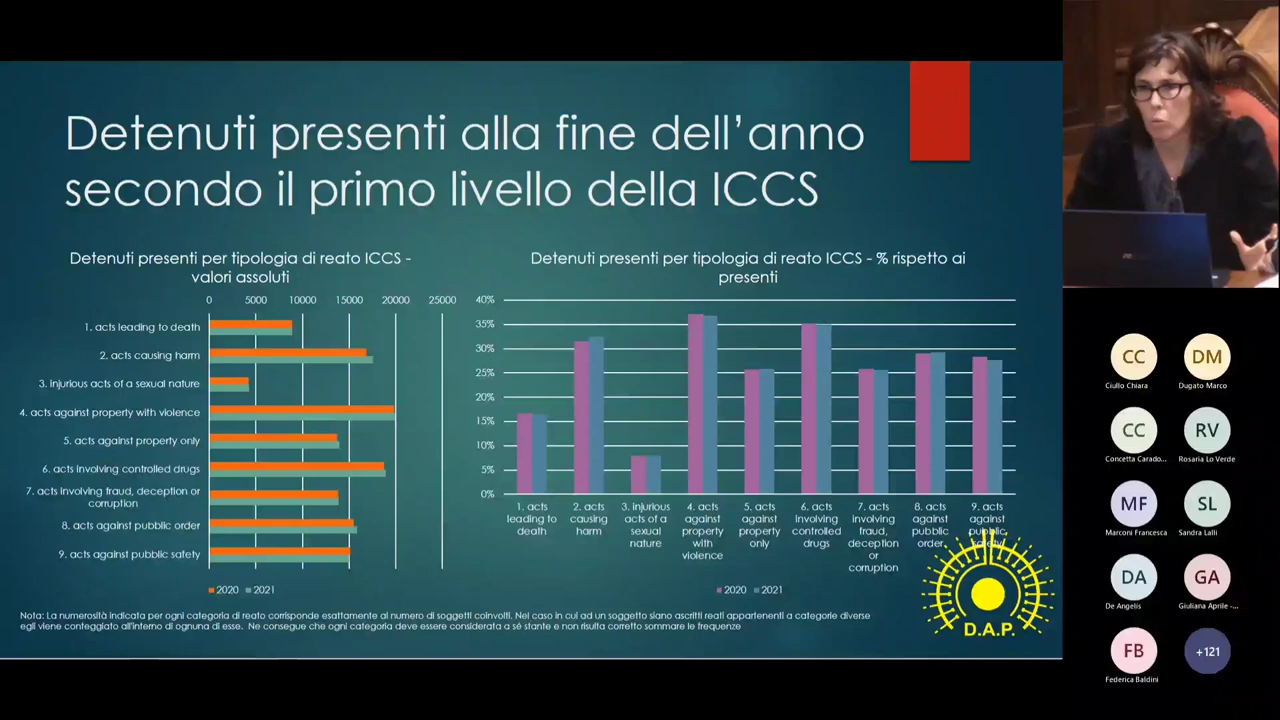 Detenuti presenti alla fine dell'anno
secondo il primo livello della ICCS
Detenuti presenti per tipologia di reato ICCS -
valori assoluti
0 5000 10000 15000 20000 25000
1. acts leading to death
2. acts causing harm
3. injurious acts of a sexual nature
4. acts against property with violence
5. acts against property only
6. acts involving controlled drugs
7. acts involving fraud, deception or
corruption
8. acts against pubblic order
9. acts against pubblic safety
2020 2021
Detenuti presenti per tipologia di reato ICCS - % rispetto ai
presenti
40%
35%
30%
25%
20%
15%
10%
5%
0%
1. acts
leading to
death
2. acts
causing
harm
3. injurious
acts of a
sexual
nature
4. acts
against
property
with
violence
5. acts
against
property
only
6. acts
involving
controlled
drugs
7. acts
involving
fraud,
deception
or
corruption
8. acts
against
pubblic
order
9. acts
against
pubblic
safety
2020 2021
Nota: La numerosità indicata per ogni categoria di reato corrisponde esattamente al numero di soggetti coinvolti. Nel caso in cui ad un soggetto siano ascritti reati appartenenti a categorie diverse
egli viene conteggiato all'interno di ognuna di esse. Ne consegue che ogni categoria deve essere considerata a sé stante e non risulta corretto sommare le frequenze
D.A.P.
CC
Ciullo Chiara
DM
Dugato Marco
CC
Concetta Carado...
RV
Rosaria Lo Verde
MF
Marconi Francesca
SL
Sandra Lalli
DA
De Angelis
GA
Giuliana Aprile -...
FB
Federica Baldini
+121